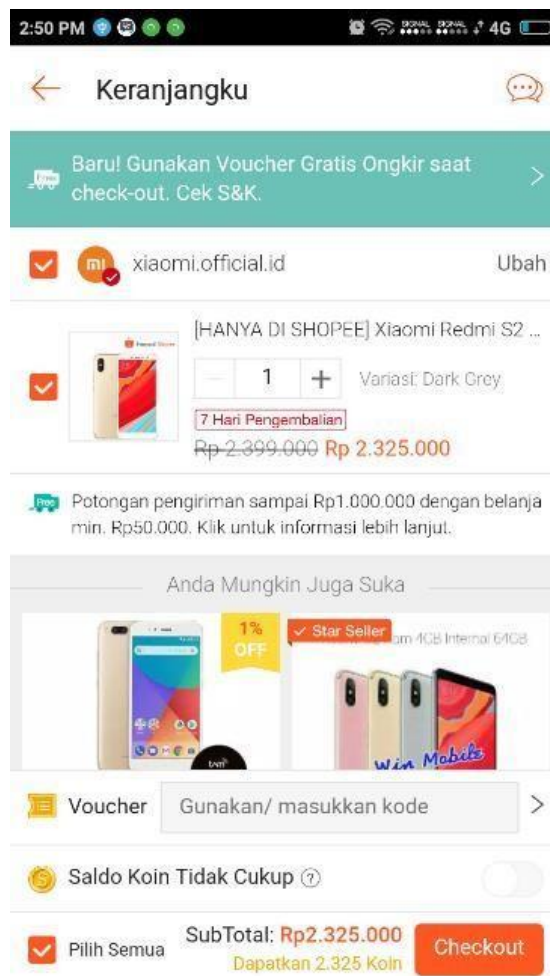 2:50 PM
4G
Keranjangku
Baru! Gunakan Voucher Gratis Ongkir saat
check-out. Cek S&K.
xiaomi.official.id
Ubah
[HANYA DI SHOPEE] Xiaomi Redmi S2 ...
1
Variasi: Dark Grey
7 Hari Pengembalian
Rp 2.399.000 Rp 2.325.000
Free
Potongan pengiriman sampai Rp1.000.000 dengan belanja
min. Rp50.000. Klik untuk informasi lebih lanjut.
Anda Mungkin Juga Suka
1%
OFF
Star Seller
4GB Internal 64GB
Win Mobile
Voucher
Gunakan/ masukkan kode
Saldo Koin Tidak Cukup
Pilih Semua
SubTotal: Rp2.325.000
Dapatkan 2.325 Koin
Checkout